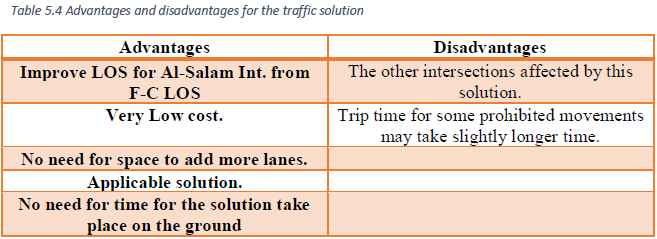 Table 5.4 Advantages and disadvantages for the traffic solution
Advantages
Disadvantages
Improve LOS for Al-Salam Int. from
F-C LOS
The other intersections affected by this
solution.
Very Low cost.
Trip time for some prohibited movements
may take slightly longer time.
No need for space to add more lanes.
Applicable solution.
No need for time for the solution take
place on the ground